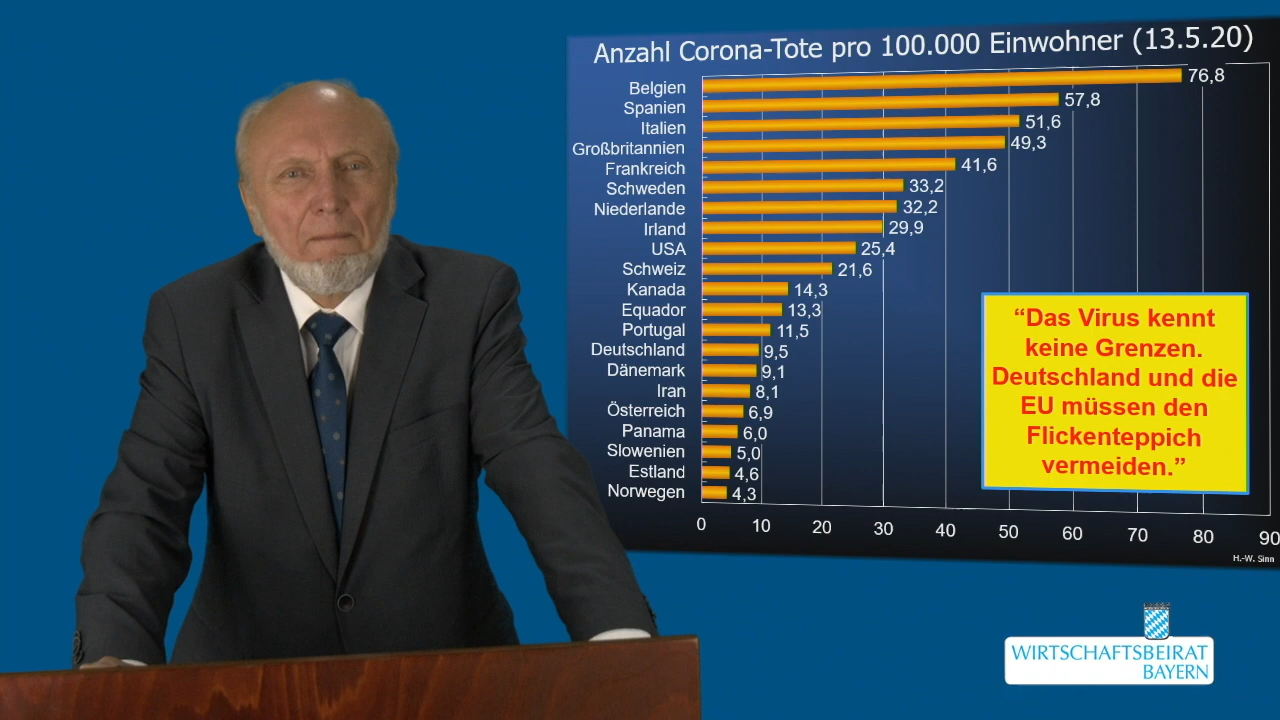 Anzahl Corona-Tote pro 100.000 Einwohner (13.5.20)
Belgien 76,8
Spanien 57,8
Italien 51,6
Großbritannien 49,3
Frankreich 41,6
Schweden 33,2
Niederlande 32,2
Irland 29,9
USA 25,4
Schweiz 21,6
Kanada 14,3
Equador 13,3
Portugal 11,5
Deutschland 9,5
Dänemark 9,1
Iran 8,1
Österreich 6,9
Panama 6,0
Slowenien 5,0
Estland 4,6
Norwegen 4,3
0 10 20 30 40 50 60 70 80 90
“Das Virus kennt
keine Grenzen.
Deutschland und die
EU müssen den
Flickenteppich
vermeiden.”
H.-W. Sinn
WIRTSCHAFTSBEIRAT
BAYERN